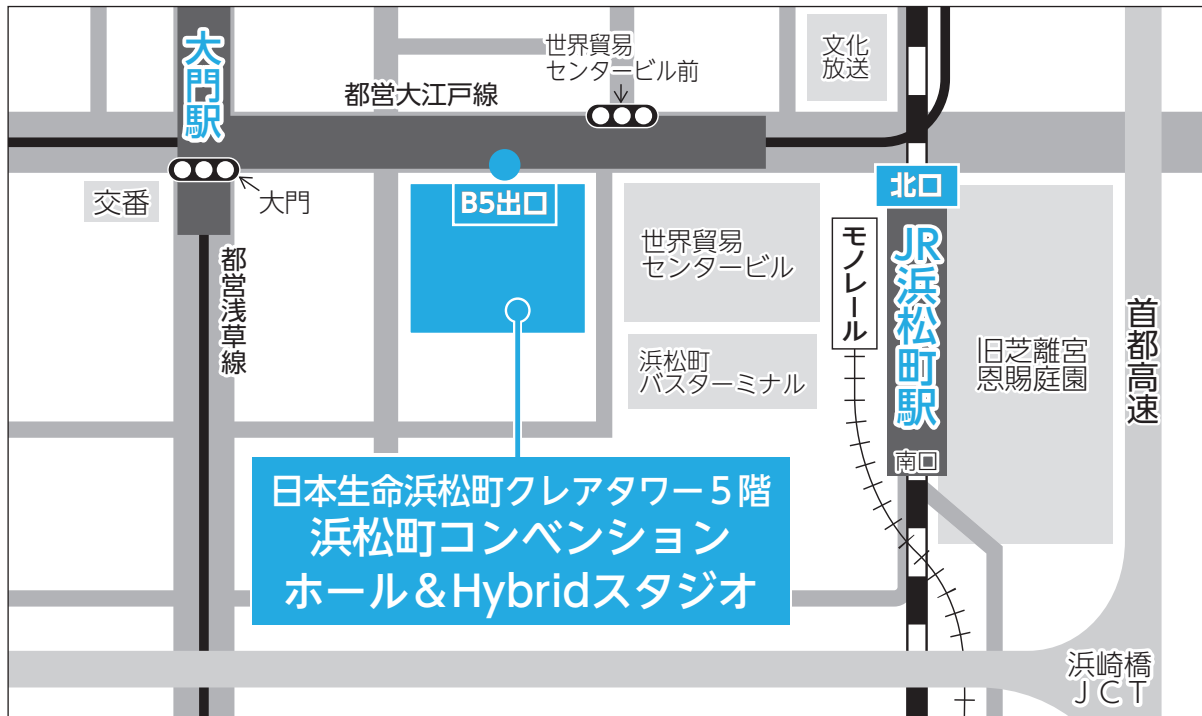 大門駅
世界貿易
センタービル前
文化
放送
都営大江戸線
交番
大門
B5出口
北口
都営浅草線
世界貿易
センタービル
モノレール
JR浜松町駅
首都高速
浜松町
バスターミナル
旧芝離宮
恩賜庭園
南口
日本生命浜松町クレアタワー５階
浜松町コンベンション
ホール＆Hybridスタジオ
浜崎橋
ＪＣＴ